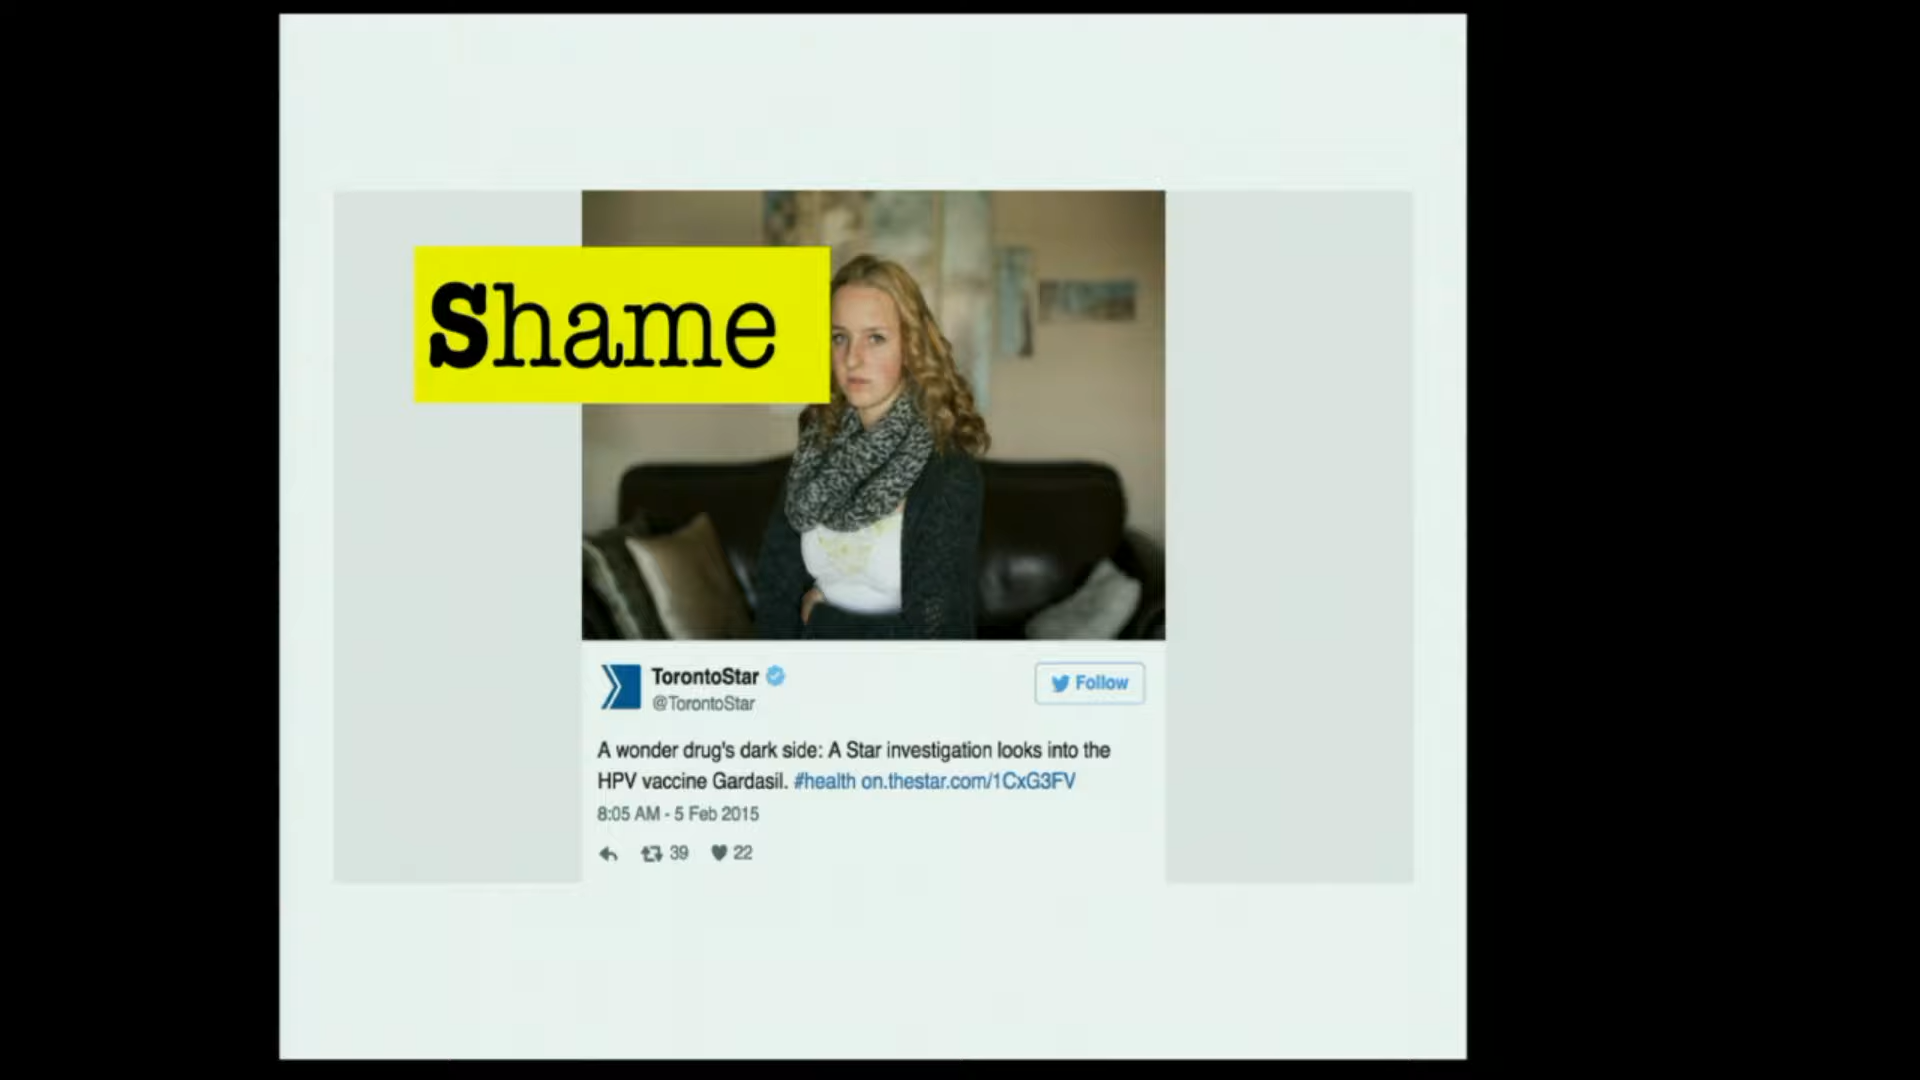 Shame
TorontoStar
@TorontoStar
Follow
A wonder drug's dark side: A Star investigation looks into the
HPV vaccine Gardasil. #health on.thestar.com/1CxG3FV
8:05 AM - 5 Feb 2015
39 22